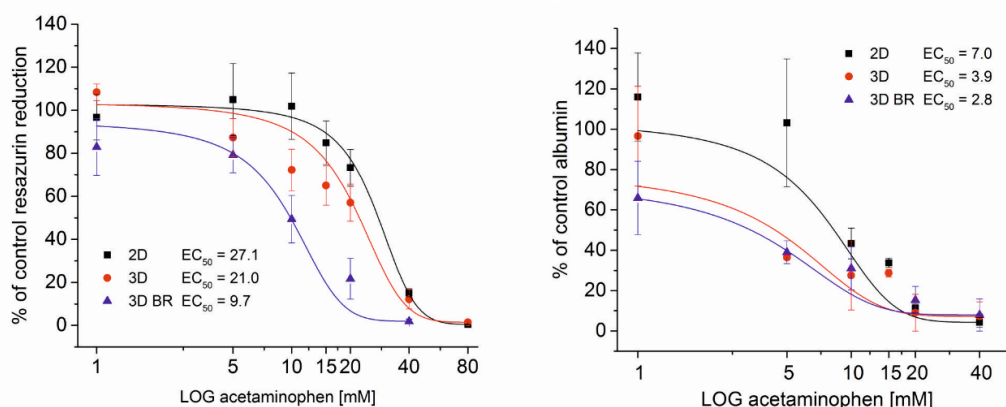 % of control resazurin reduction
140
120
100
80
60
40
20
0
2D EC50 = 27.1
3D EC50 = 21.0
3D BR EC50 = 9.7
1 5 10 15 20 40 80
LOG acetaminophen [mM]
% of control albumin
140
120
100
80
60
40
20
0
2D EC50 = 7.0
3D EC50 = 3.9
3D BR EC50 = 2.8
1 5 10 15 20 40
LOG acetaminophen [mM]